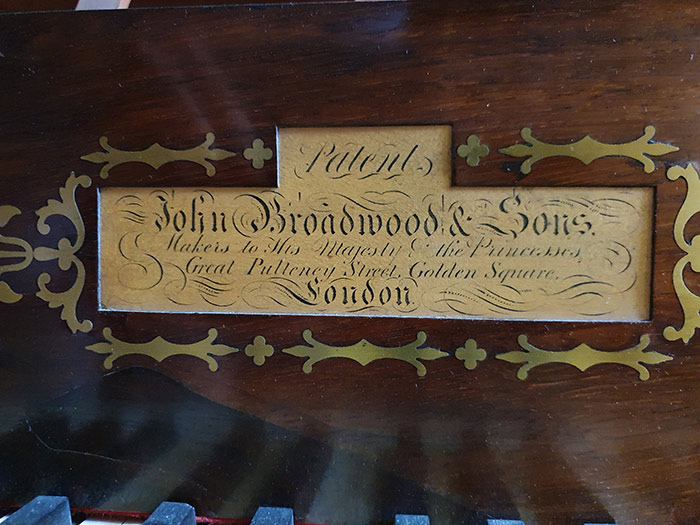 Patent
John Broadwood & Sons.
Makers to His Majesty & the Princesses,
Great Pulteney Street, Golden Square.
London